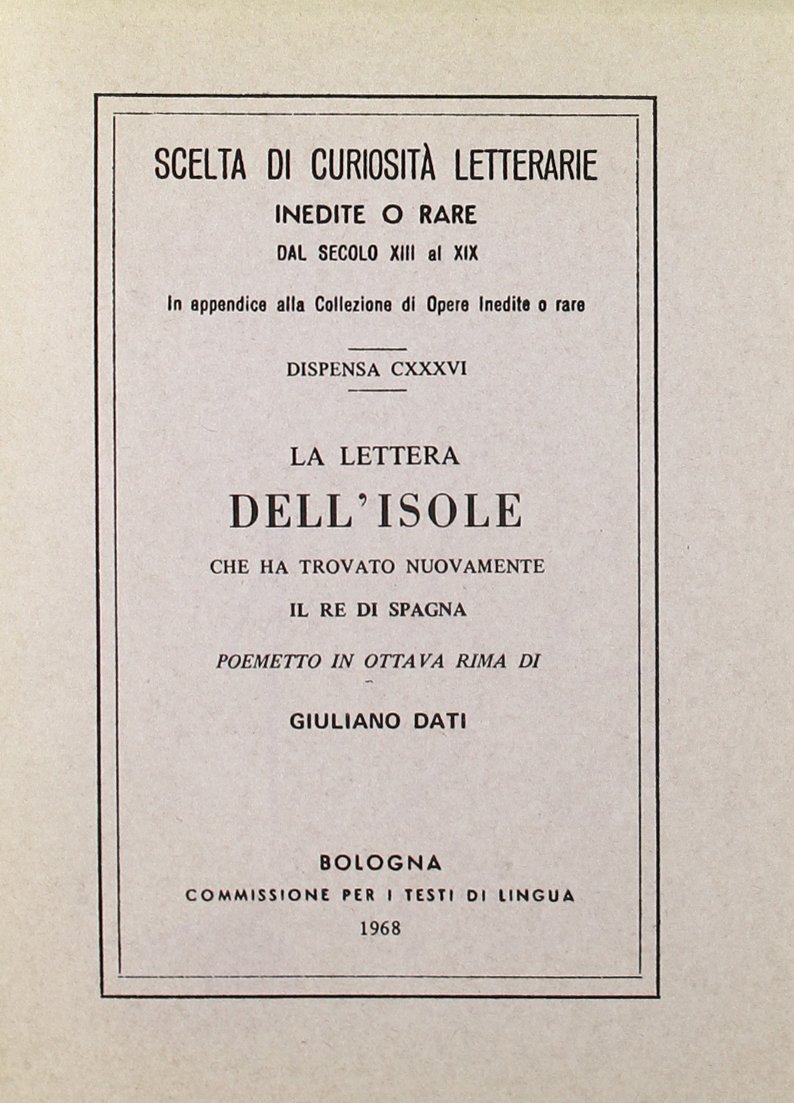 SCELTA DI CURIOSITÀ LETTERARIE
INEDITE O RARE
DAL SECOLO XIII al XIX
In appendice alla Collezione di Opere Inedite o rare
DISPENSA CXXXVI
LA LETTERA
DELL'ISOLE
CHE HA TROVATO NUOVAMENTE
IL RE DI SPAGNA
POEMETTO IN OTTAVA RIMA DI
GIULIANO DATI
BOLOGNA
COMMISSIONE PER I TESTI DI LINGUA
1968